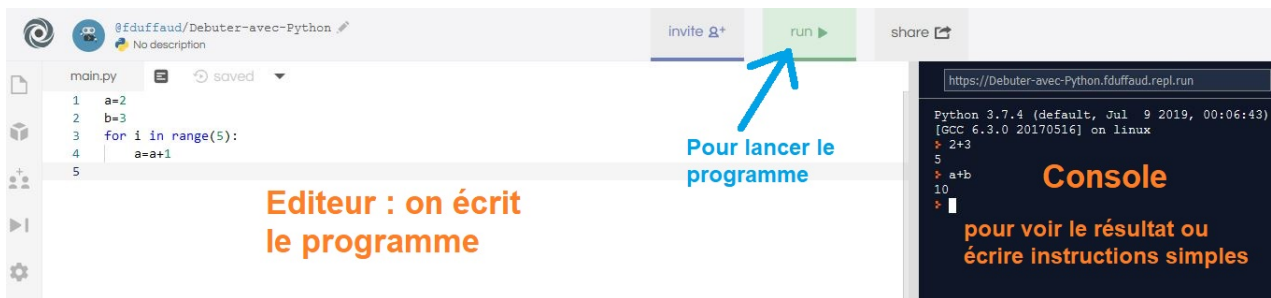 @fduffaud/Debuter-avec-Python
No description
invite
run
share
main.py
saved
1 a=2
2 b=3
3 for i in range(5):
4     a=a+1
5
Pour lancer le
programme
Editeur : on écrit
le programme
https://Debuter-avec-Python.fduffaud.repl.run
Python 3.7.4 (default, Jul  9 2019, 00:06:43)
[GCC 6.3.0 20170516] on linux
2+3
5
a+b
10
Console
pour voir le résultat ou
écrire instructions simples